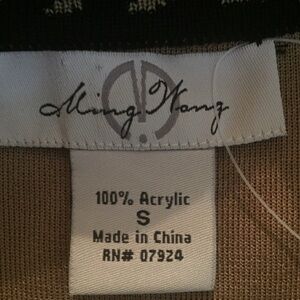 Ming Wang
100% Acrylic
S
Made in China
RN# 07924